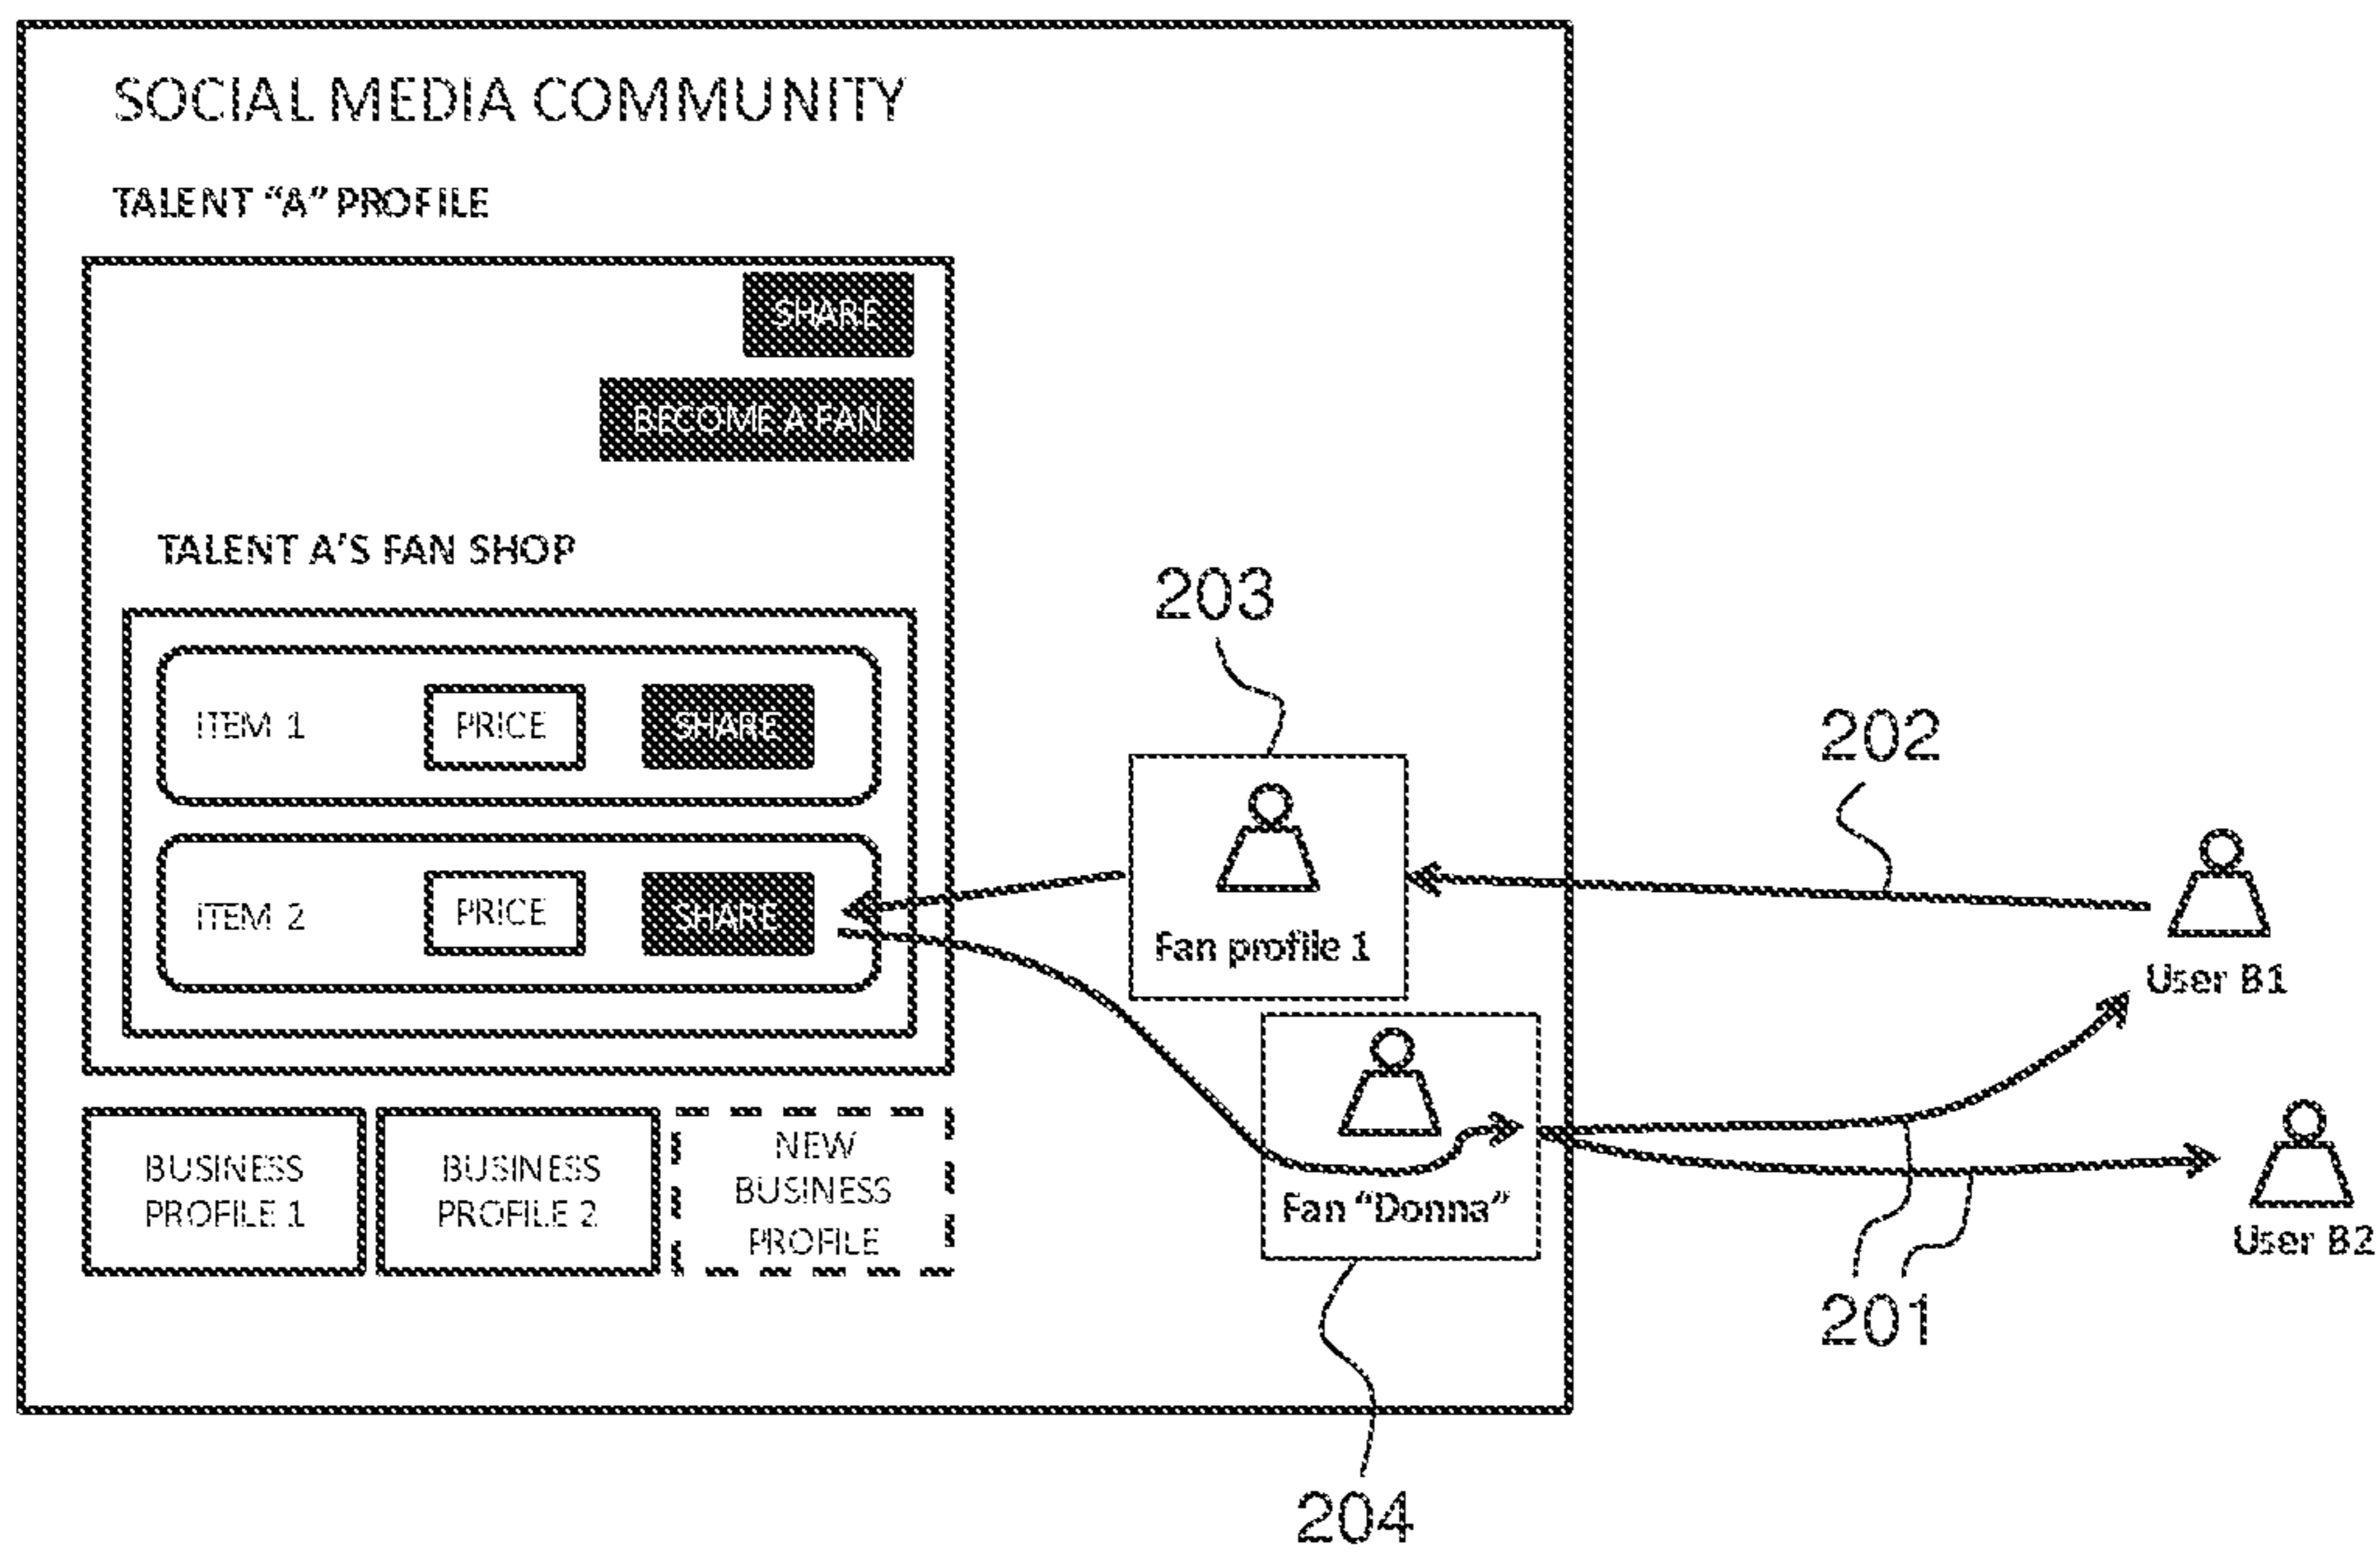 SOCIAL MEDIA COMMUNITY
TALENT “A” PROFILE
SHARE
BECOME A FAN
TALENT A’S FAN SHOP
ITEM 1
PRICE
SHARE
ITEM 2
PRICE
SHARE
BUSINESS
PROFILE 1
BUSINESS
PROFILE 2
NEW
BUSINESS
PROFILE
203
Fan profile 1
202
User B1
Fan “Donna”
User B2
201
204